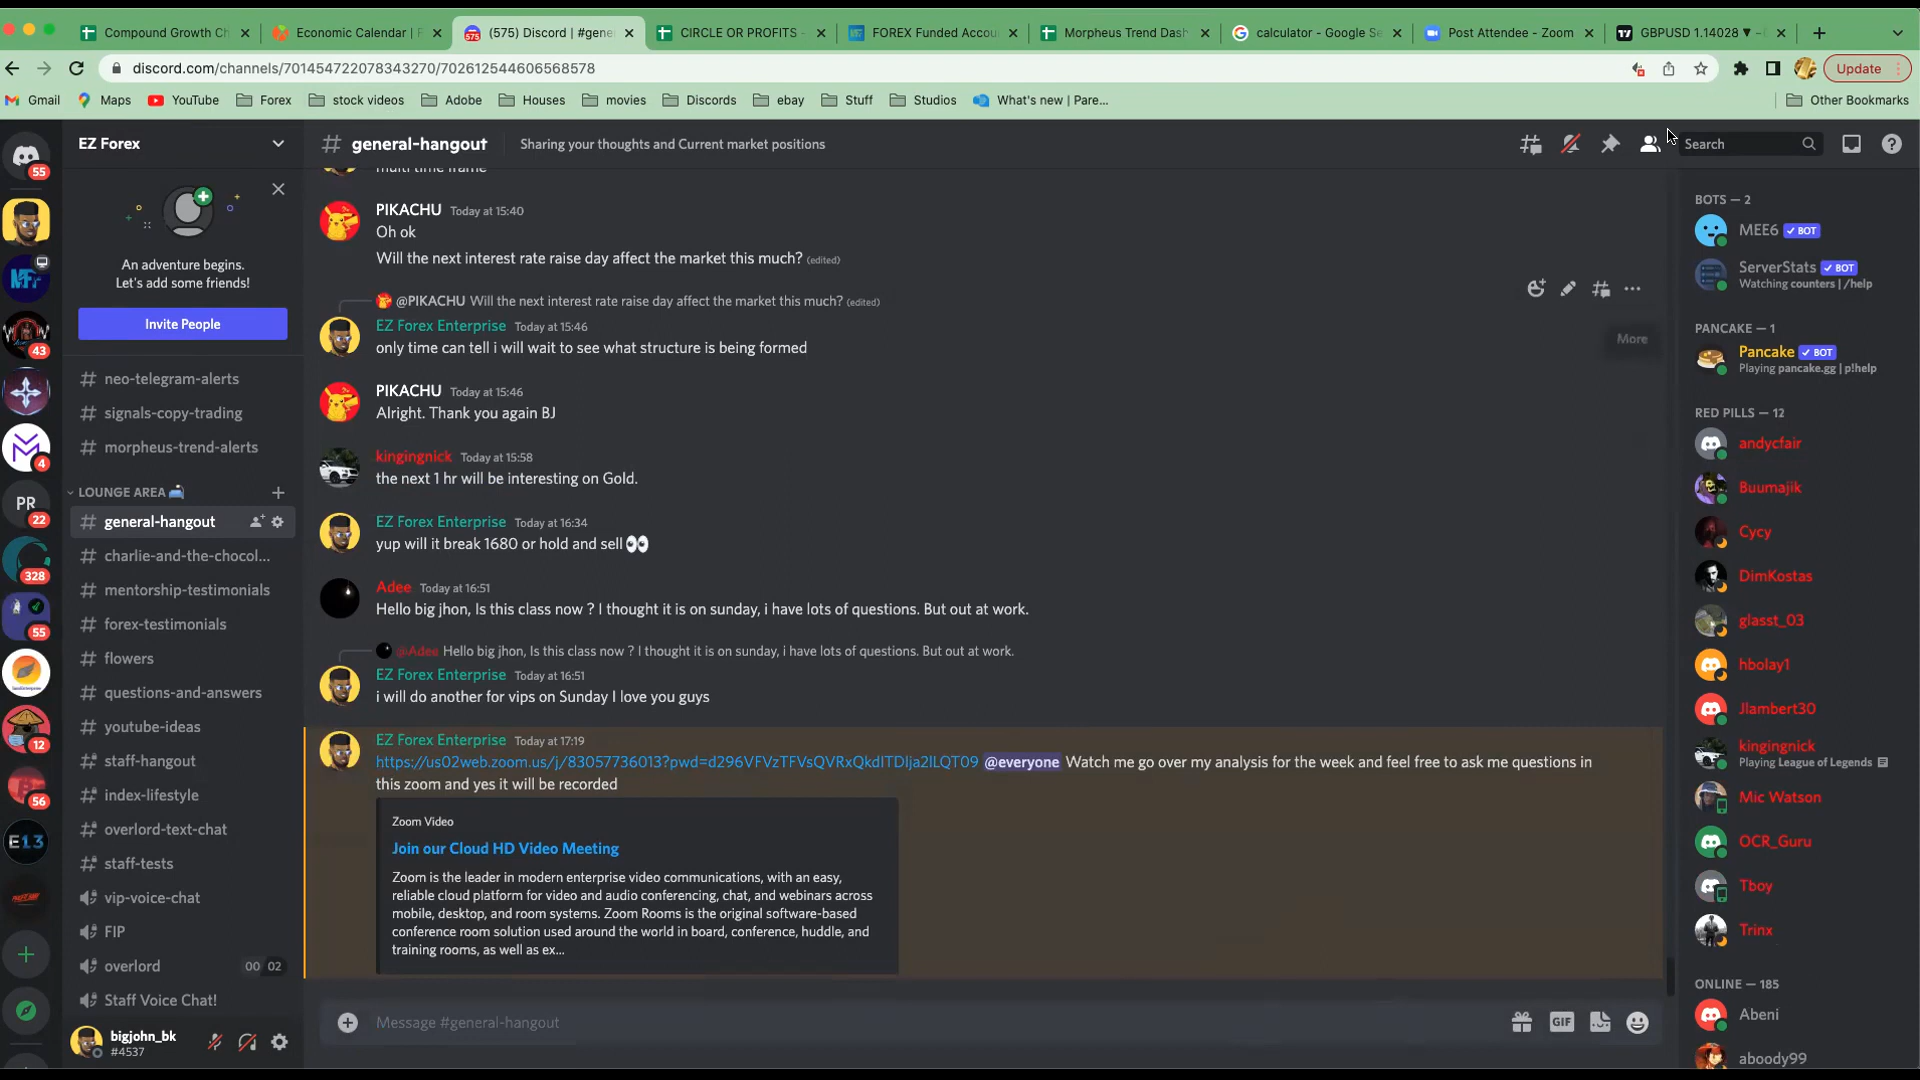 Compound Growth Ch
Economic Calendar | F
(575) Discord | #gene
CIRCLE OR PROFITS -
FOREX Funded Accou
Morpheus Trend Dash
calculator - Google Se
Post Attendee - Zoom
GBPUSD 1.14028 ▼ -
discord.com/channels/701454722078343270/702612544606568578
Update
Gmail
Maps
YouTube
Forex
stock videos
Adobe
Houses
movies
Discords
ebay
Stuff
Studios
What's new | Pare...
Other Bookmarks
EZ Forex
# general-hangout
Sharing your thoughts and Current market positions
Search
An adventure begins.
Let's add some friends!
Invite People
# neo-telegram-alerts
# signals-copy-trading
# morpheus-trend-alerts
LOUNGE AREA
general-hangout
# charlie-and-the-chocol...
# mentorship-testimonials
# forex-testimonials
# flowers
# questions-and-answers
# youtube-ideas
staff-hangout
index-lifestyle
overlord-text-chat
staff-tests
vip-voice-chat
FIP
overlord 00 02
Staff Voice Chat!
bigjohn_bk
#4537
55
43
4
PR
22
328
55
12
56
E13
multi time frame
PIKACHU Today at 15:40
Oh ok
Will the next interest rate raise day affect the market this much? (edited)
@PIKACHU Will the next interest rate raise day affect the market this much? (edited)
EZ Forex Enterprise Today at 15:46
only time can tell i will wait to see what structure is being formed
More
PIKACHU Today at 15:46
Alright. Thank you again BJ
kingingnick Today at 15:58
the next 1 hr will be interesting on Gold.
EZ Forex Enterprise Today at 16:34
yup will it break 1680 or hold and sell👀
Adee Today at 16:51
Hello big jhon, Is this class now ? I thought it is on sunday, i have lots of questions. But out at work.
@Adee Hello big jhon, Is this class now ? I thought it is on sunday, i have lots of questions. But out at work.
EZ Forex Enterprise Today at 16:51
i will do another for vips on Sunday I love you guys
EZ Forex Enterprise Today at 17:19
https://us02web.zoom.us/j/83057736013?pwd=d296VFVzTFVsQVRxQkdITDIja2lLQT09 @everyone Watch me go over my analysis for the week and feel free to ask me questions in
this zoom and yes it will be recorded
Zoom Video
Join our Cloud HD Video Meeting
Zoom is the leader in modern enterprise video communications, with an easy,
reliable cloud platform for video and audio conferencing, chat, and webinars across
mobile, desktop, and room systems. Zoom Rooms is the original software-based
conference room solution used around the world in board, conference, huddle, and
training rooms, as well as ex...
Message #general-hangout
GIF
BOTS — 2
MEE6 ✓ BOT
ServerStats ✓ BOT
Watching counters | /help
PANCAKE — 1
Pancake ✓ BOT
Playing pancake.gg | p!help
RED PILLS — 12
andycfair
Buumajik
Cycy
DimKostas
glasst_03
hbolay1
Jlambert30
kingingnick
Playing League of Legends
Mic Watson
OCR_Guru
Tboy
Trinx
ONLINE — 185
Abeni
aboody99